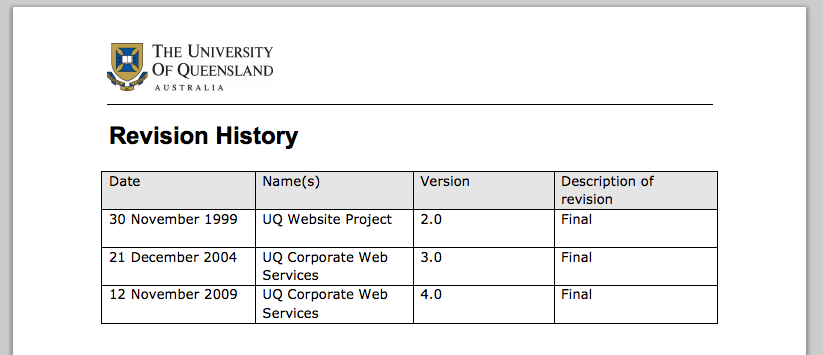 THE UNIVERSITY
OF QUEENSLAND
AUSTRALIA
Revision History
Date Name(s) Version Description of
revision
30 November 1999 UQ Website Project 2.0 Final
21 December 2004 UQ Corporate Web 3.0 Final
Services
12 November 2009 UQ Corporate Web 4.0 Final
Services